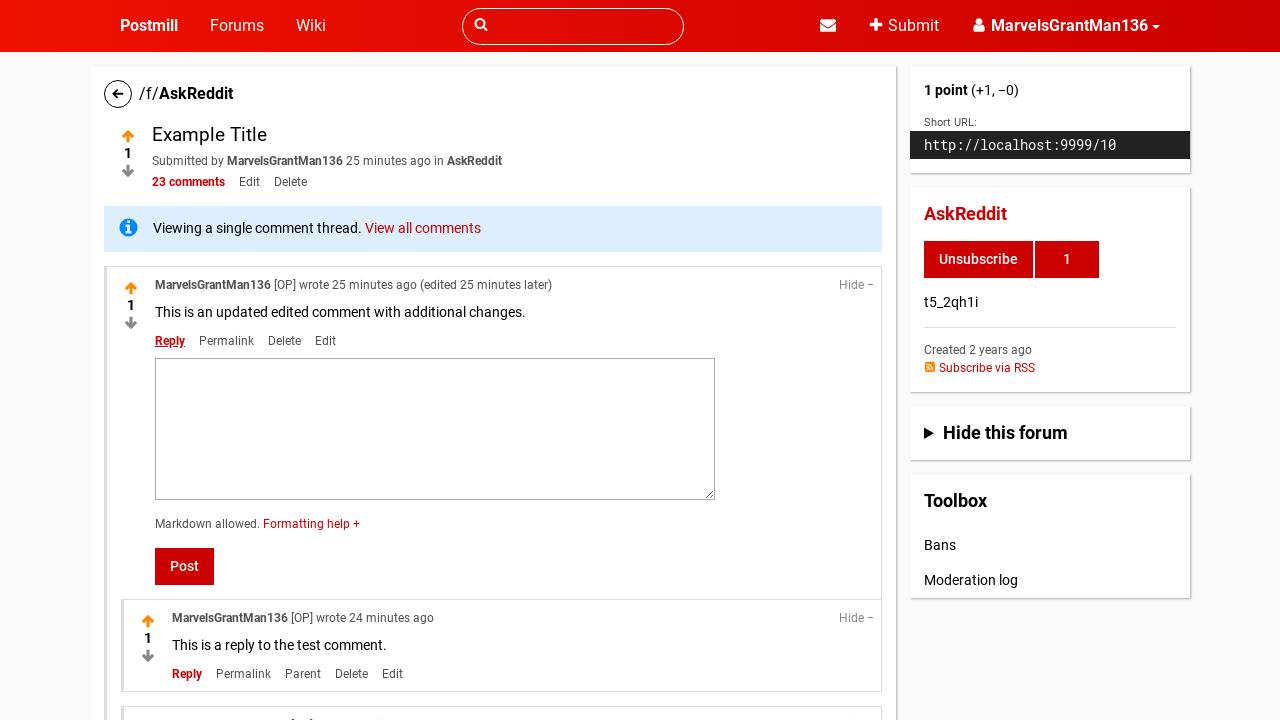 Postmill Forums Wiki Submit MarvelsGrantMan136
/f/AskReddit
Example Title
1
Submitted by MarvelsGrantMan136 25 minutes ago in AskReddit
23 comments Edit Delete
Viewing a single comment thread. View all comments
MarvelsGrantMan136 [OP] wrote 25 minutes ago (edited 25 minutes later) Hide −
1
This is an updated edited comment with additional changes.
Reply Permalink Delete Edit
Markdown allowed. Formatting help +
Post
MarvelsGrantMan136 [OP] wrote 24 minutes ago Hide −
1
This is a reply to the test comment.
Reply Permalink Parent Delete Edit
1 point (+1, −0)
Short URL:
http://localhost:9999/10
AskReddit
Unsubscribe 1
t5_2qh1i
Created 2 years ago
Subscribe via RSS
Hide this forum
Toolbox
Bans
Moderation log